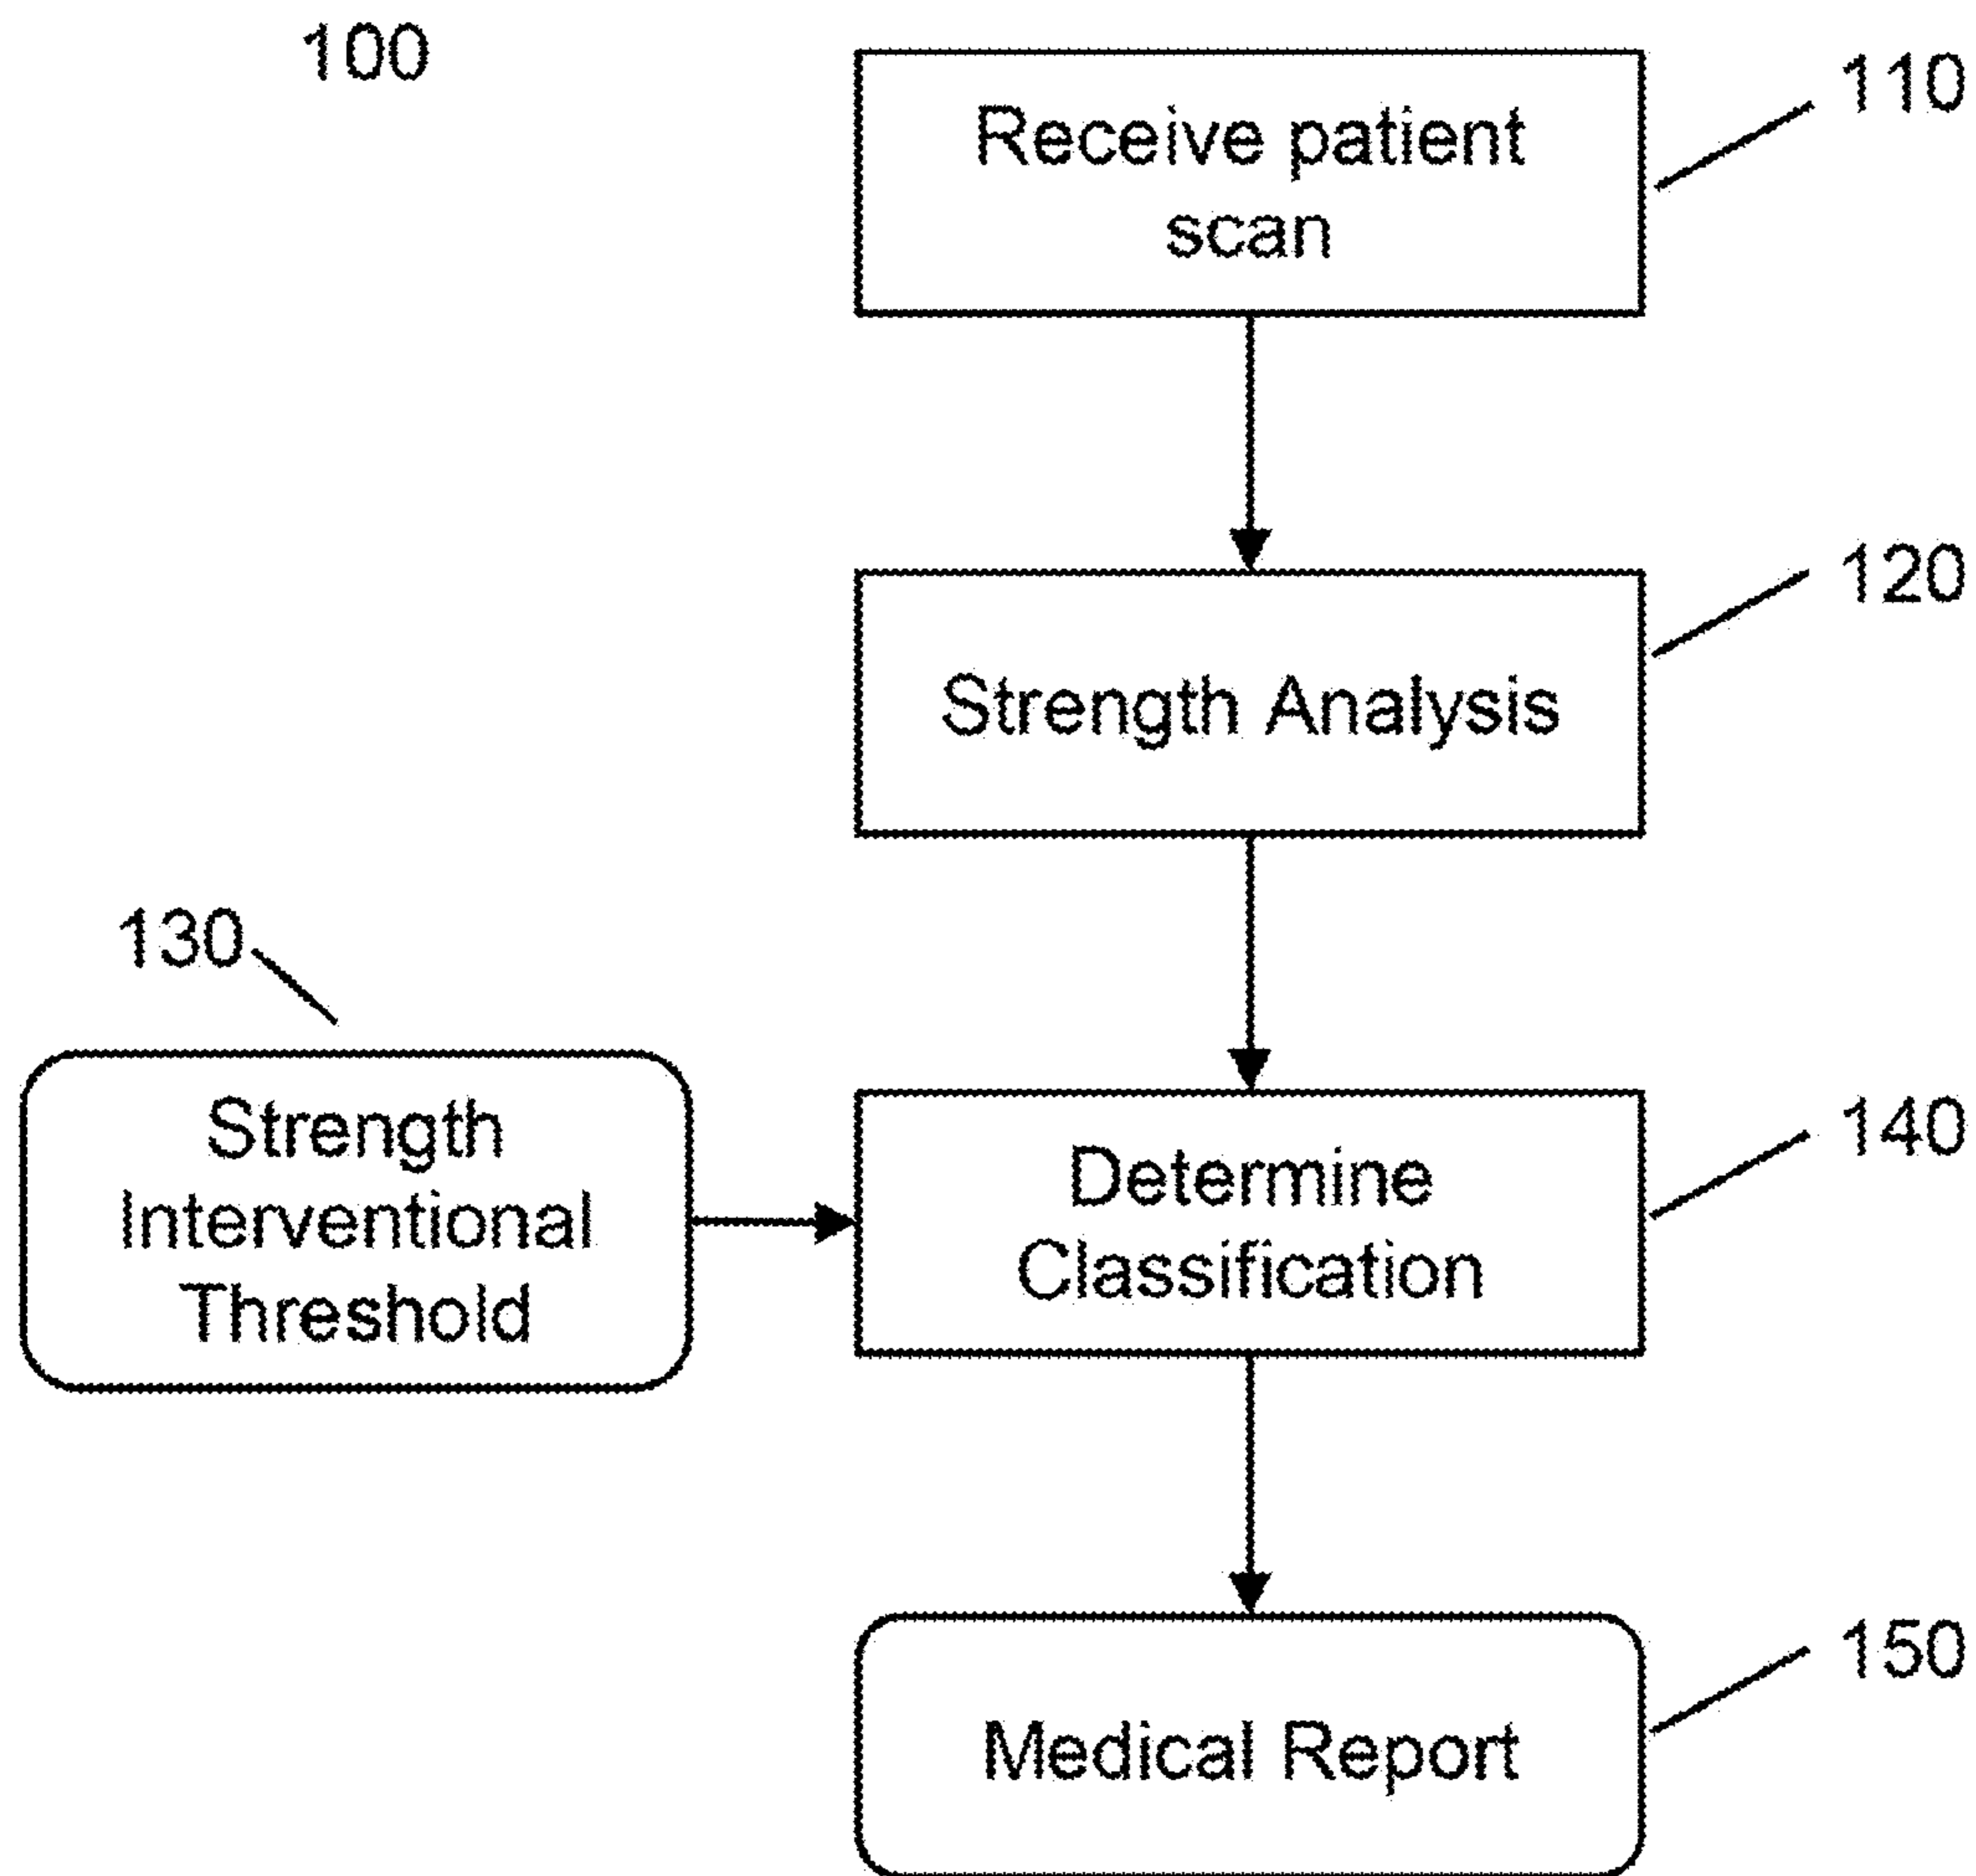 100
110
Receive patient
scan
120
Strength Analysis
130
Strength
Interventional
Threshold
140
Determine
Classification
150
Medical Report